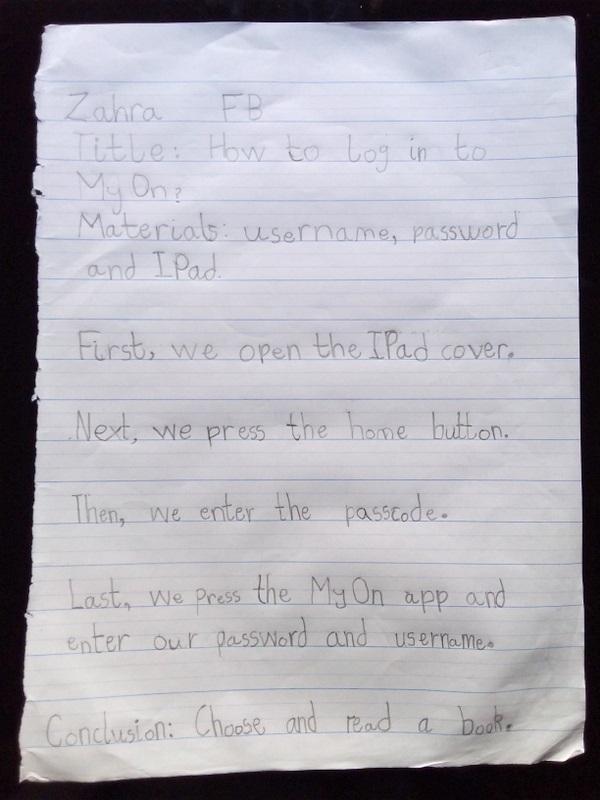 Zahra FB
Title: How to log in to
My On?
Materials: username, password
and IPad.
First, we open the IPad cover.
Next, we press the home button.
Then, we enter the passcode.
Last, we press the My On app and
enter our password and username.
Conclusion: Choose and read a book.